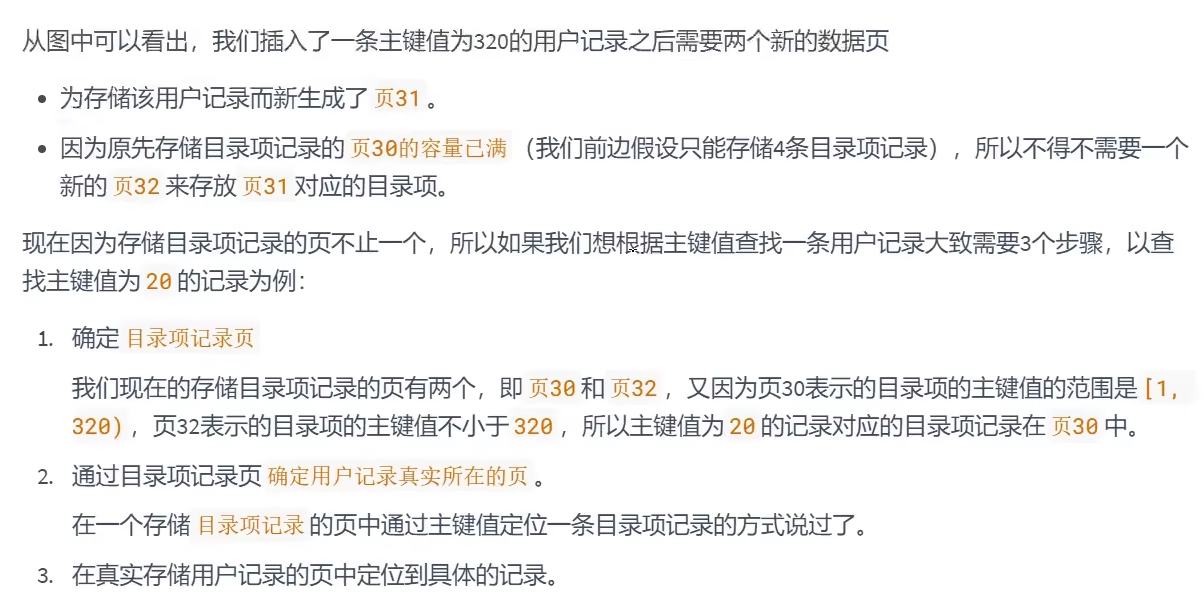 从图中可以看出，我们插入了一条主键值为320的用户记录之后需要两个新的数据页
• 为存储该用户记录而新生成了 页31 。
• 因为原先存储目录项记录的 页30的容量已满 （我们前边假设只能存储4条目录项记录），所以不得不需要一个
新的 页32 来存放 页31 对应的目录项。
现在因为存储目录项记录的页不止一个，所以如果我们想根据主键值查找一条用户记录大致需要3个步骤，以查
找主键值为 20 的记录为例：
1. 确定 目录项记录页
我们现在的存储目录项记录的页有两个，即 页30 和 页32 ，又因为页30表示的目录项的主键值的范围是 [1,
320) ，页32表示的目录项的主键值不小于 320 ，所以主键值为 20 的记录对应的目录项记录在 页30 中。
2. 通过目录项记录页 确定用户记录真实所在的页 。
在一个存储 目录项记录 的页中通过主键值定位一条目录项记录的方式说过了。
3. 在真实存储用户记录的页中定位到具体的记录。